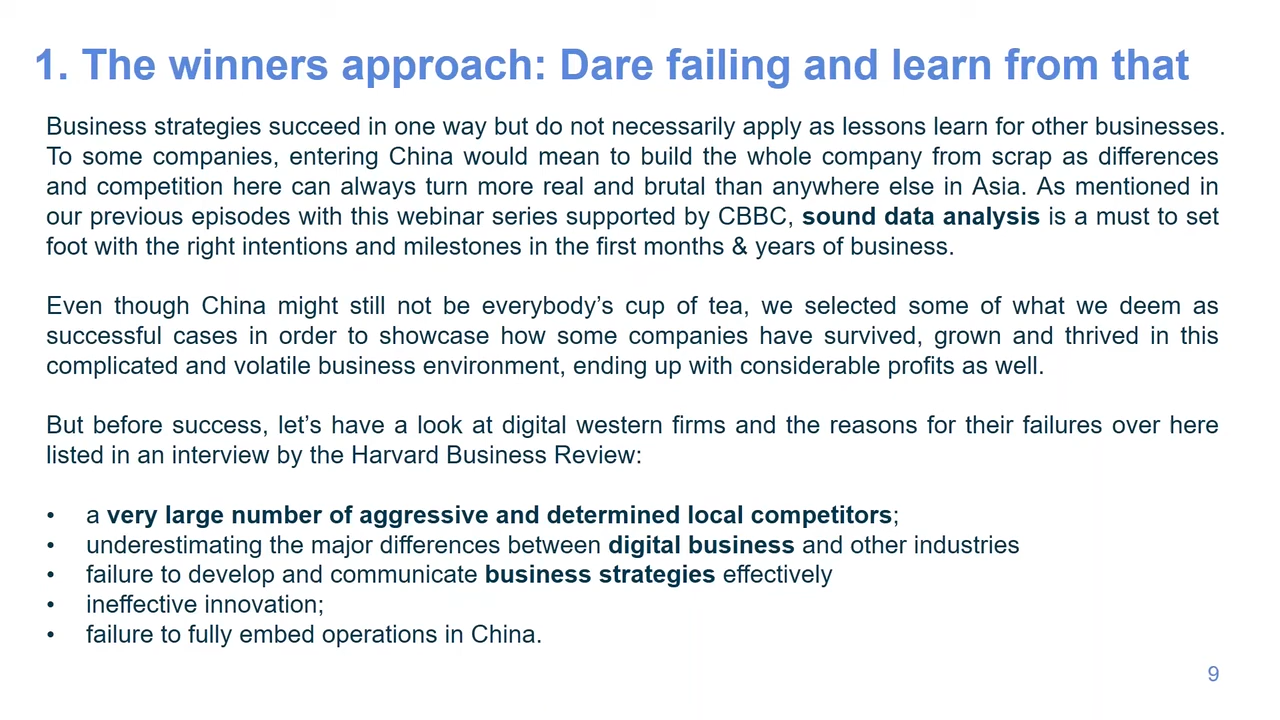 1. The winners approach: Dare failing and learn from that
Business strategies succeed in one way but do not necessarily apply as lessons learn for other businesses.
To some companies, entering China would mean to build the whole company from scrap as differences
and competition here can always turn more real and brutal than anywhere else in Asia. As mentioned in
our previous episodes with this webinar series supported by CBBC, sound data analysis is a must to set
foot with the right intentions and milestones in the first months & years of business.
Even though China might still not be everybody’s cup of tea, we selected some of what we deem as
successful cases in order to showcase how some companies have survived, grown and thrived in this
complicated and volatile business environment, ending up with considerable profits as well.
But before success, let’s have a look at digital western firms and the reasons for their failures over here
listed in an interview by the Harvard Business Review:
• a very large number of aggressive and determined local competitors;
• underestimating the major differences between digital business and other industries
• failure to develop and communicate business strategies effectively
• ineffective innovation;
• failure to fully embed operations in China.
9